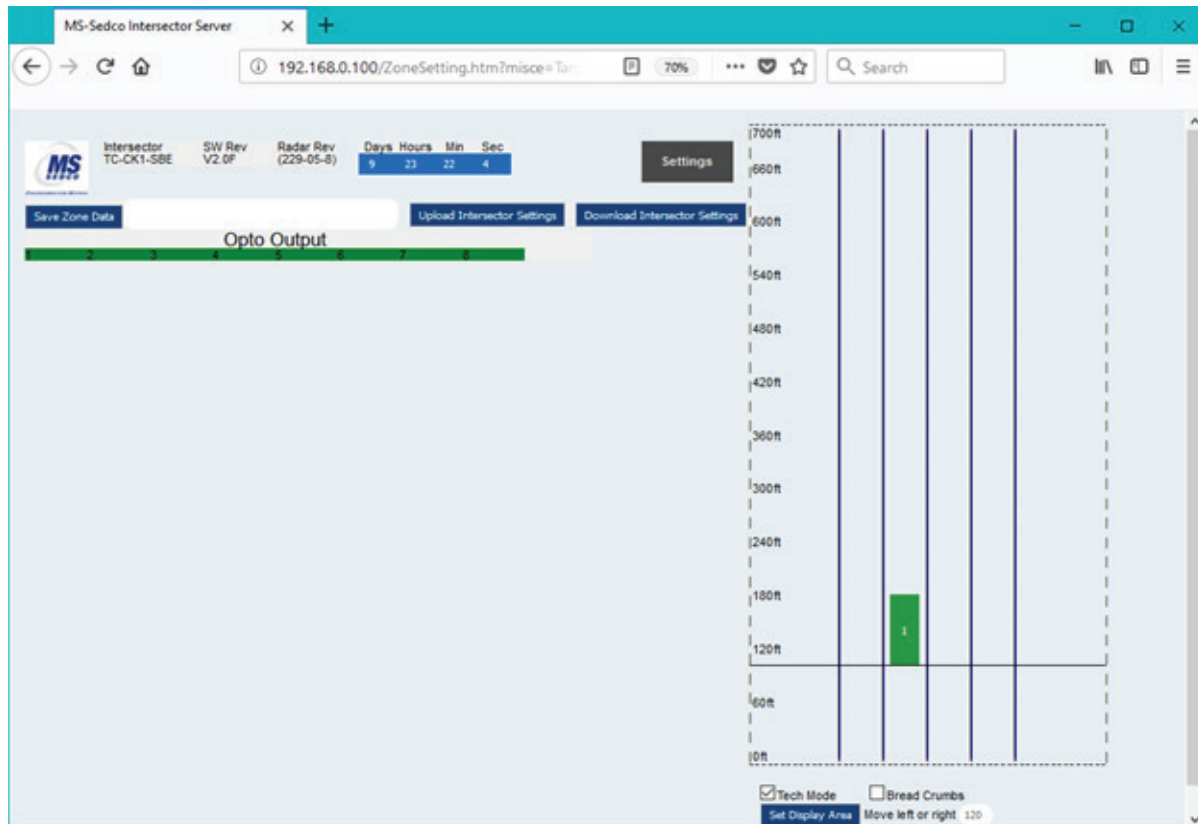 MS-Sedco Intersector Server
192.168.0.100/ZoneSetting.htm?misce=Tar
70%
Search
MS
SEDCO
Intersector
TC-CK1-SBE
SW Rev
V2.0F
Radar Rev
(229-05-8)
Days Hours Min Sec
9 23 22 4
Settings
Save Zone Data
Upload Intersector Settings
Download Intersector Settings
Opto Output
1 2 3 4 5 6 7 8
700ft
660ft
600ft
540ft
480ft
420ft
360ft
300ft
240ft
180ft
1
120ft
60ft
0ft
Tech Mode
Bread Crumbs
Set Display Area
Move left or right 120